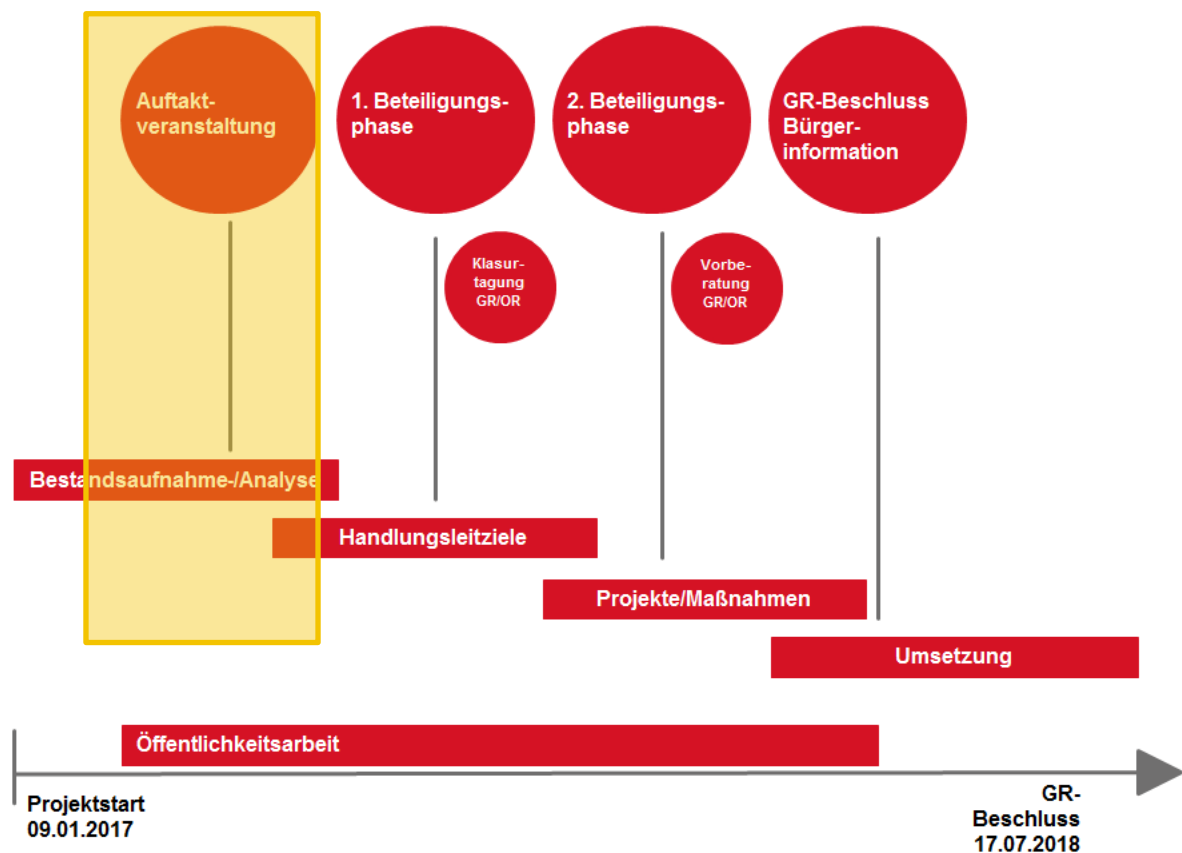 Auftakt-
veranstaltung
1. Beteiligungs-
phase
2. Beteiligungs-
phase
GR-Beschluss
Bürger-
information
Klasur-
tagung
GR/OR
Vorbe-
ratung
GR/OR
Bestandsaufnahme-/Analyse
Handlungsleitziele
Projekte/Maßnahmen
Umsetzung
Öffentlichkeitsarbeit
Projektstart
09.01.2017
GR-
Beschluss
17.07.2018